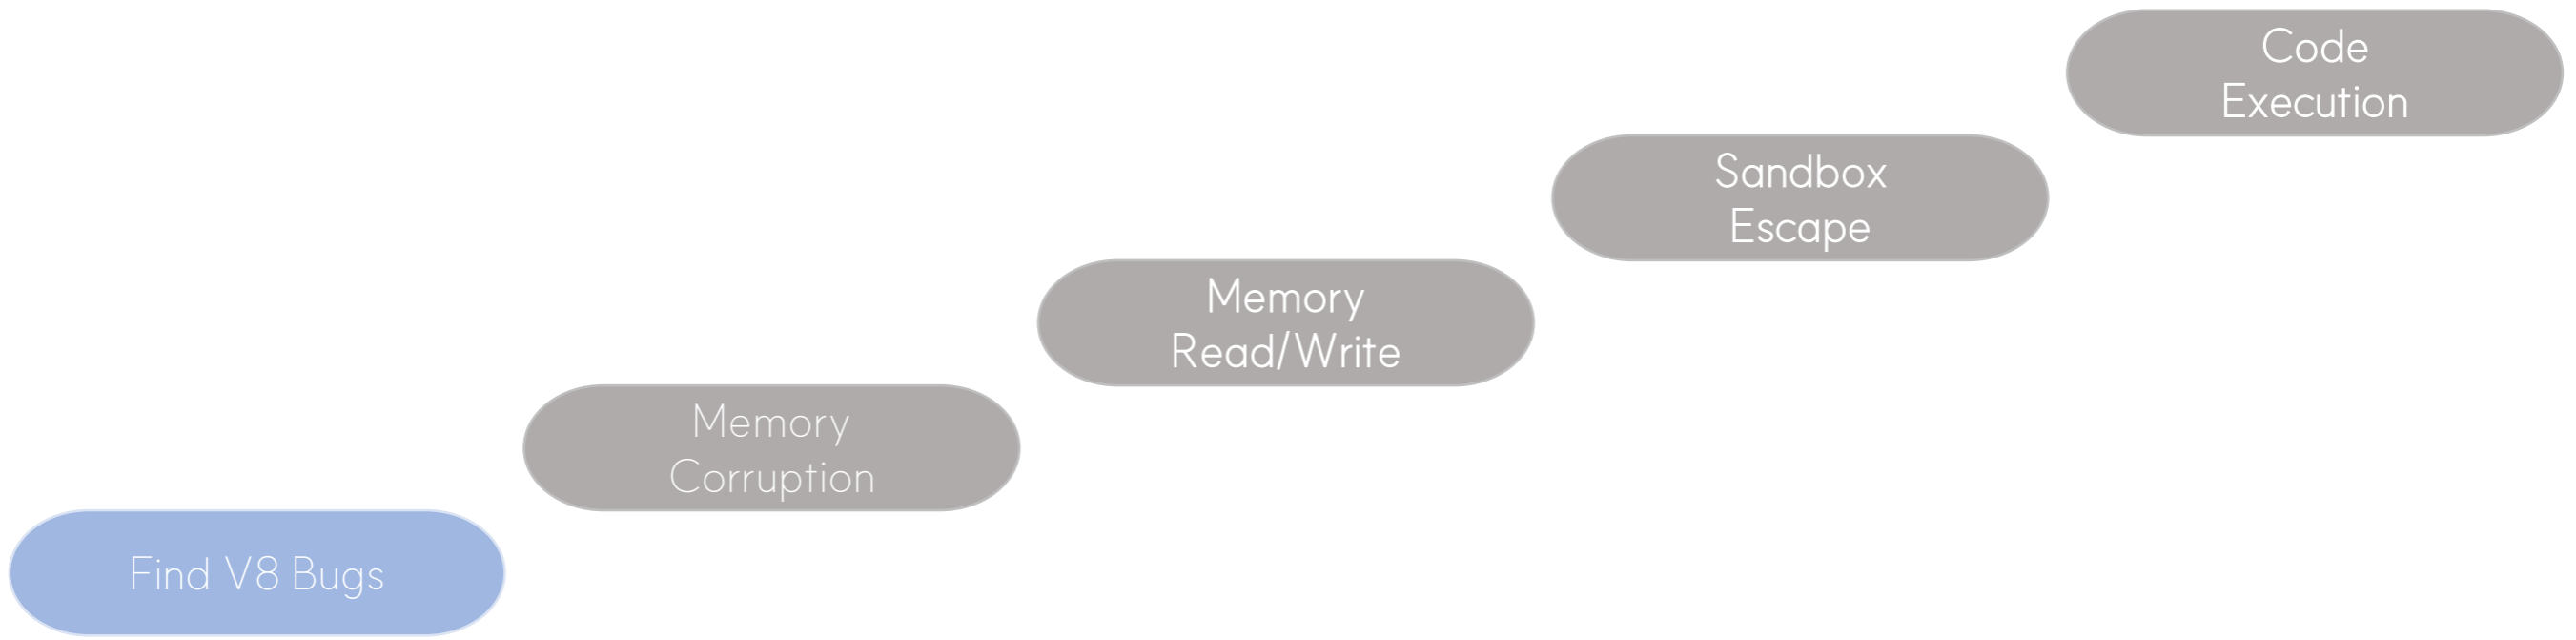 Code
Execution
Sandbox
Escape
Memory
Read/Write
Memory
Corruption
Find V8 Bugs